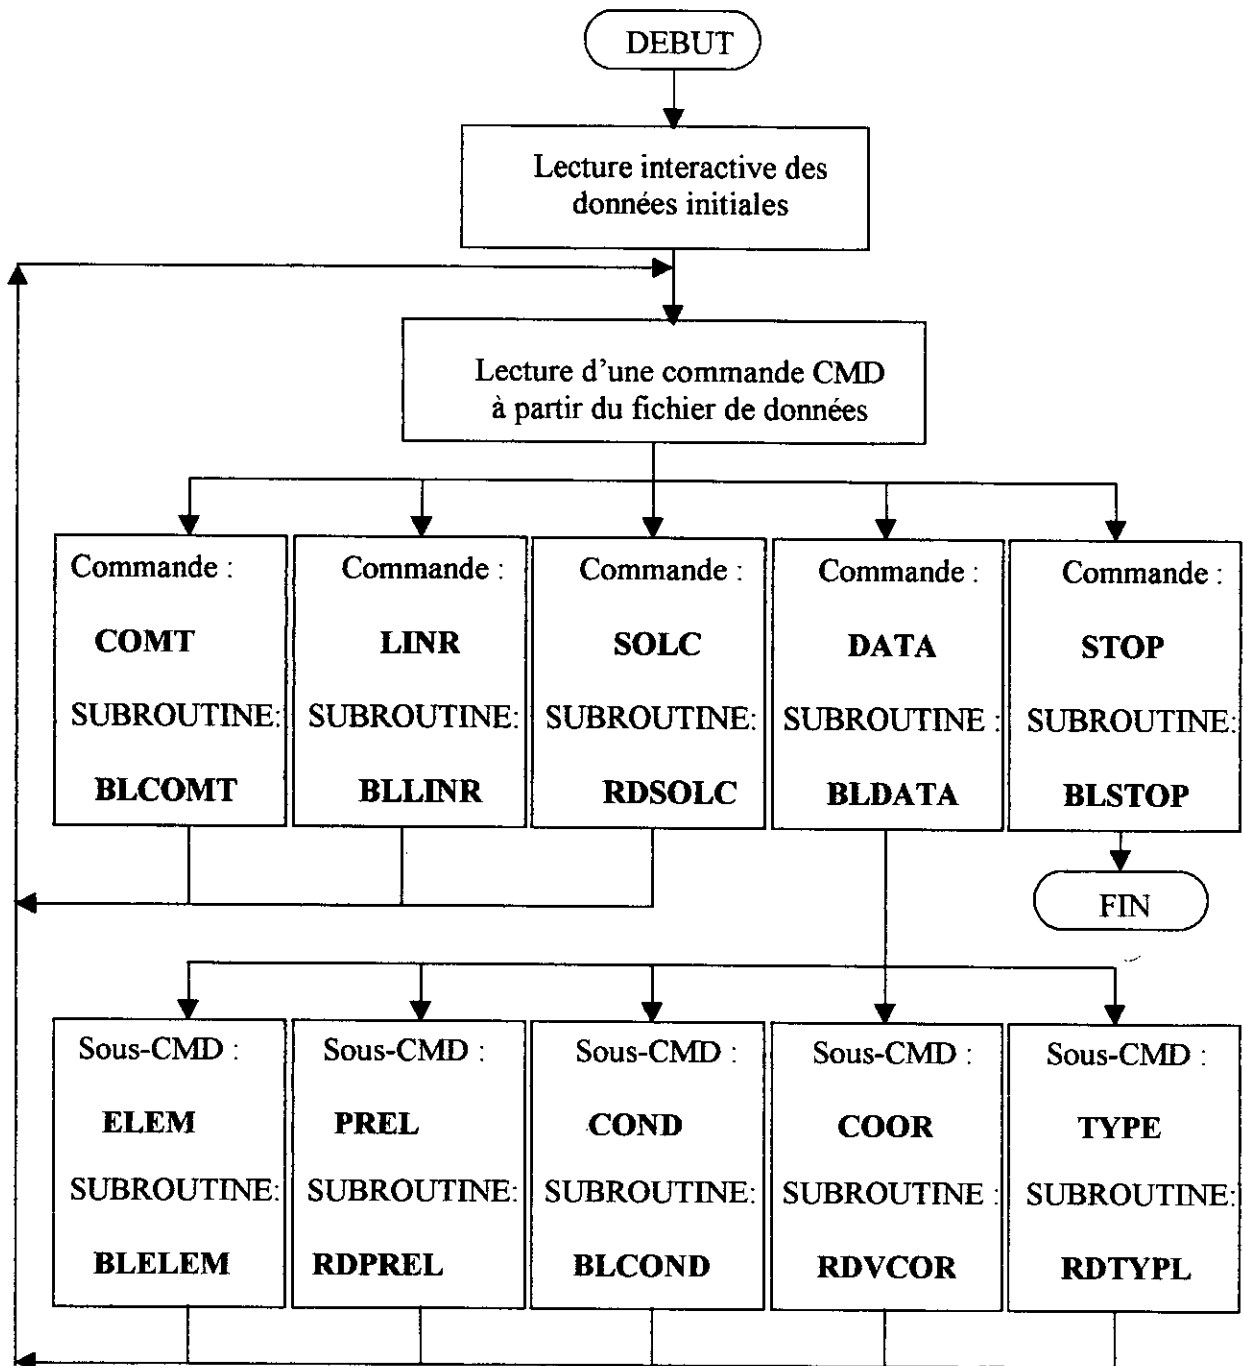 DEBUT
Lecture interactive des
données initiales
Lecture d'une commande CMD
à partir du fichier de données
Commande :
COMT
SUBROUTINE:
BLCOMT
Commande :
LINR
SUBROUTINE:
BLLINR
Commande :
SOLC
SUBROUTINE:
RDSOLC
Commande :
DATA
SUBROUTINE :
BLDATA
Commande :
STOP
SUBROUTINE:
BLSTOP
FIN
Sous-CMD :
ELEM
SUBROUTINE:
BLELEM
Sous-CMD :
PREL
SUBROUTINE:
RDPREL
Sous-CMD :
COND
SUBROUTINE:
BLCOND
Sous-CMD :
COOR
SUBROUTINE :
RDVCOR
Sous-CMD :
TYPE
SUBROUTINE:
RDTYPL